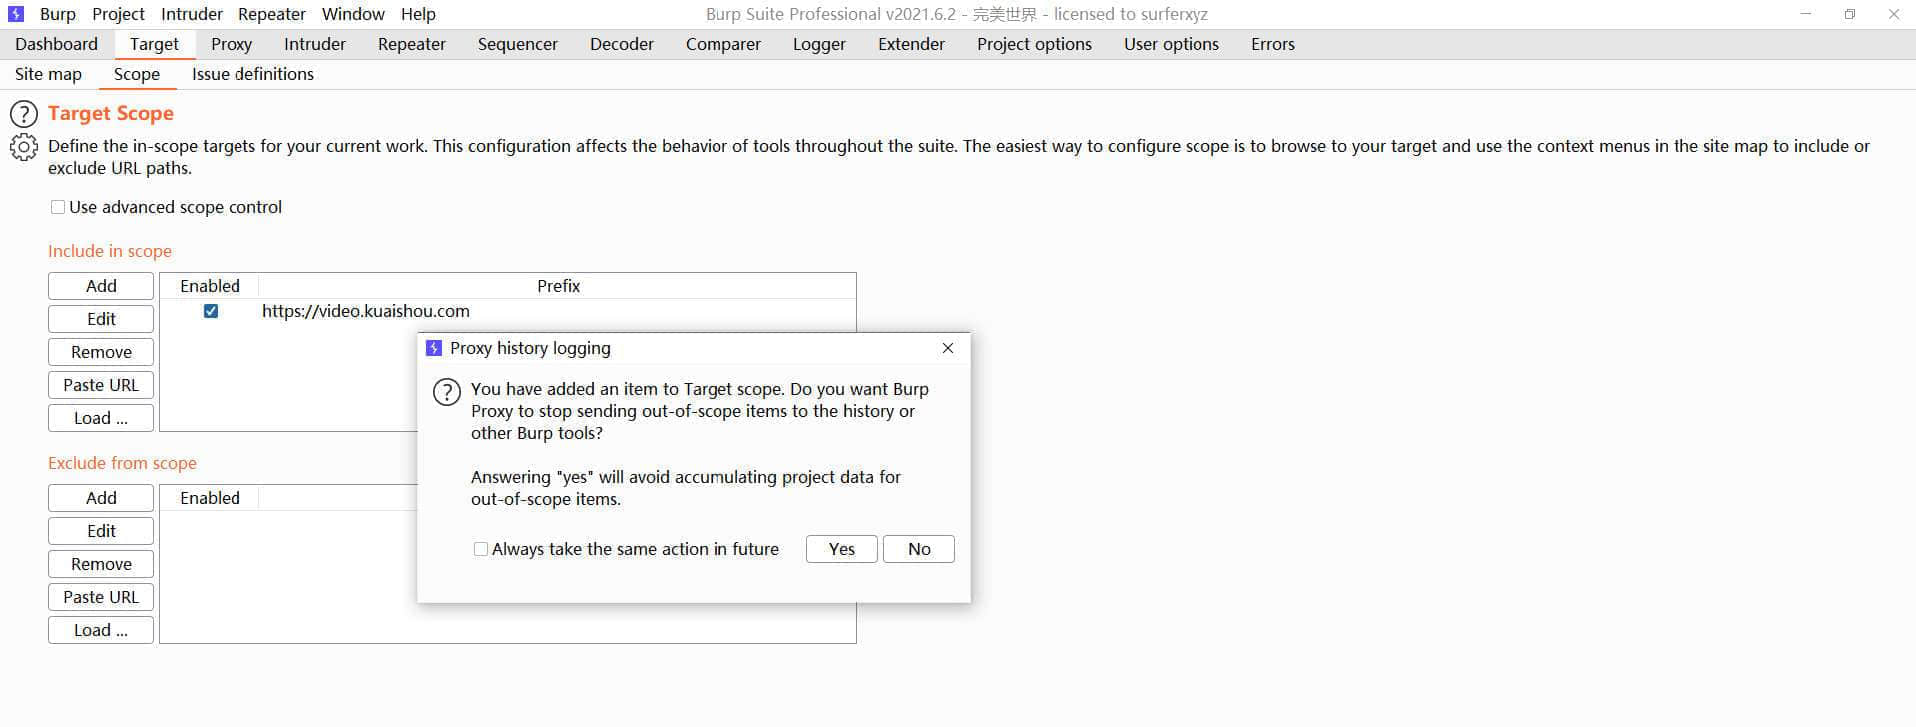 Burp Project Intruder Repeater Window Help Burp Suite Professional v2021.6.2 - 完美世界 - licensed to surferxyz
Dashboard Target Proxy Intruder Repeater Sequencer Decoder Comparer Logger Extender Project options User options Errors
Site map Scope Issue definitions
? Target Scope
Define the in-scope targets for your current work. This configuration affects the behavior of tools throughout the suite. The easiest way to configure scope is to browse to your target and use the context menus in the site map to include or
exclude URL paths.
Use advanced scope control
Include in scope
Add Enabled Prefix
https://video.kuaishou.com
Edit
Remove
Paste URL
Load ...
Proxy history logging
? You have added an item to Target scope. Do you want Burp
Proxy to stop sending out-of-scope items to the history or
other Burp tools?
Answering "yes" will avoid accumulating project data for
out-of-scope items.
Always take the same action in future Yes No
Exclude from scope
Add Enabled
Edit
Remove
Paste URL
Load ...